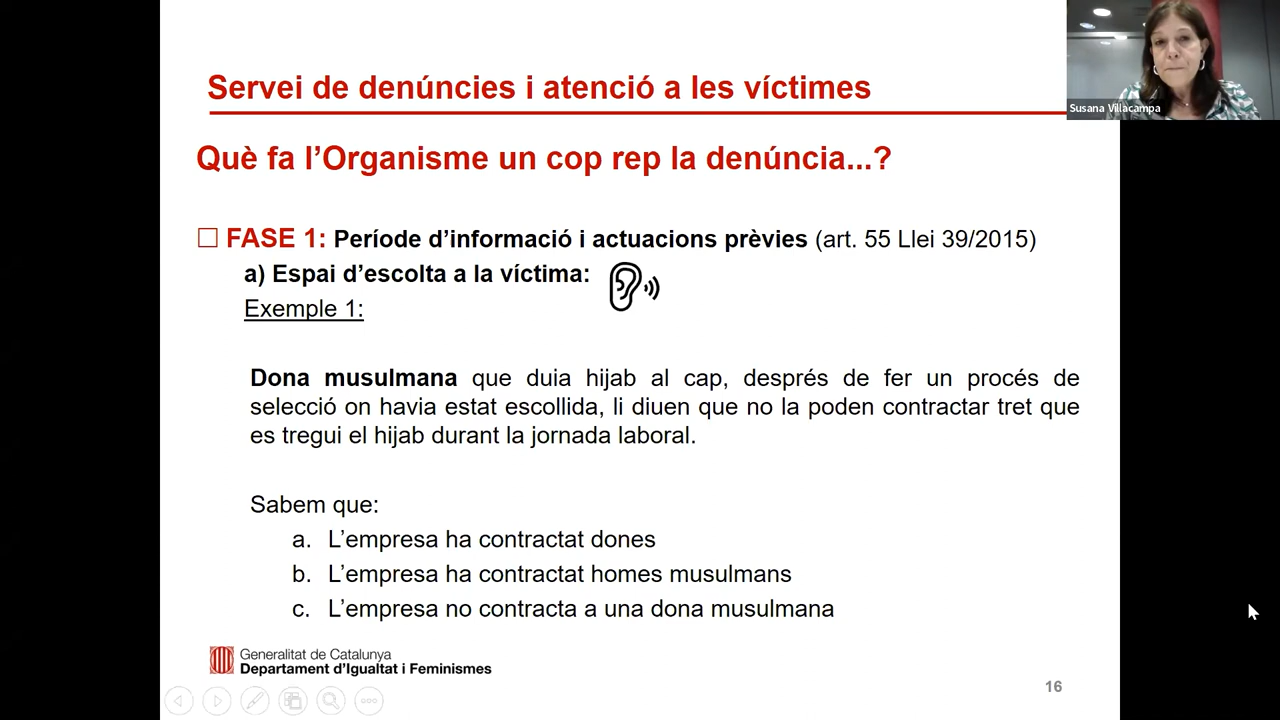 Servei de denúncies i atenció a les víctimes
Susana Villacampa
Què fa l’Organisme un cop rep la denúncia...?
FASE 1: Període d’informació i actuacions prèvies (art. 55 Llei 39/2015)
a) Espai d’escolta a la víctima:
Exemple 1:
Dona musulmana que duia hijab al cap, després de fer un procés de
selecció on havia estat escollida, li diuen que no la poden contractar tret que
es tregui el hijab durant la jornada laboral.
Sabem que:
a. L’empresa ha contractat dones
b. L’empresa ha contractat homes musulmans
c. L’empresa no contracta a una dona musulmana
Generalitat de Catalunya
Departament d’Igualtat i Feminismes
16